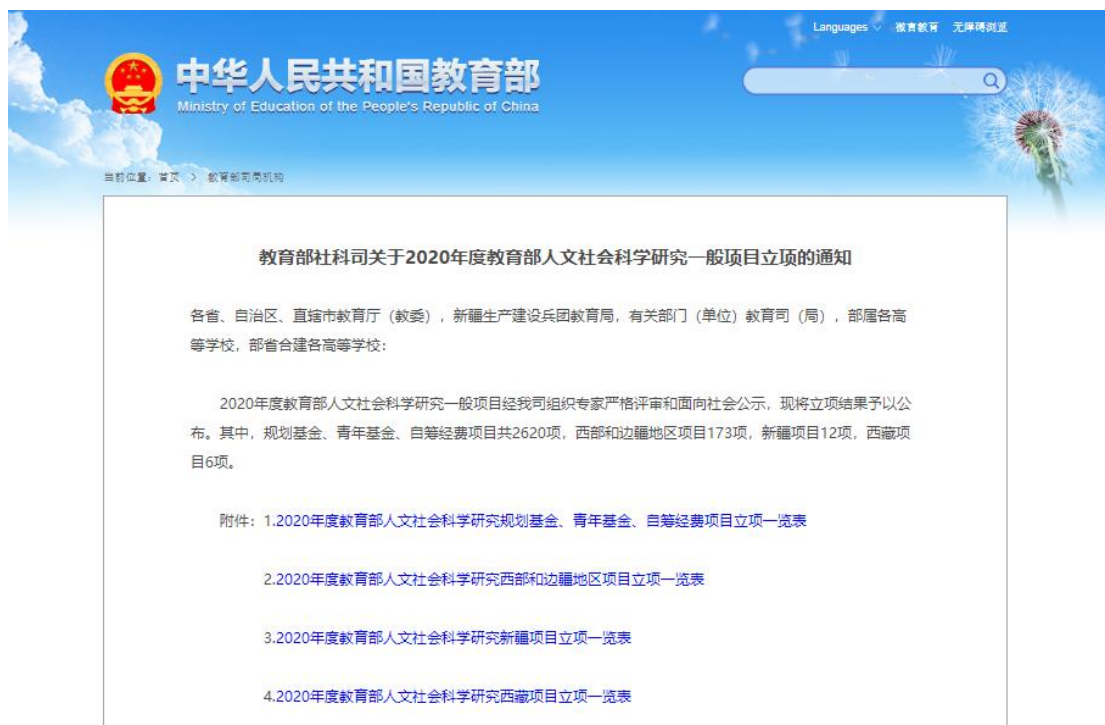 Languages 微言教育 无障碍浏览
中华人民共和国教育部
Ministry of Education of the People's Republic of China
当前位置：首页 > 教育部司局机构
教育部社科司关于2020年度教育部人文社会科学研究一般项目立项的通知
各省、自治区、直辖市教育厅（教委），新疆生产建设兵团教育局，有关部门（单位）教育司（局），部属各高
等学校，部省合建各高等学校：
2020年度教育部人文社会科学研究一般项目经我司组织专家严格评审和面向社会公示，现将立项结果予以公
布。其中，规划基金、青年基金、自筹经费项目共2620项，西部和边疆地区项目173项，新疆项目12项，西藏项
目6项。
附件：1.2020年度教育部人文社会科学研究规划基金、青年基金、自筹经费项目立项一览表
2.2020年度教育部人文社会科学研究西部和边疆地区项目立项一览表
3.2020年度教育部人文社会科学研究新疆项目立项一览表
4.2020年度教育部人文社会科学研究西藏项目立项一览表